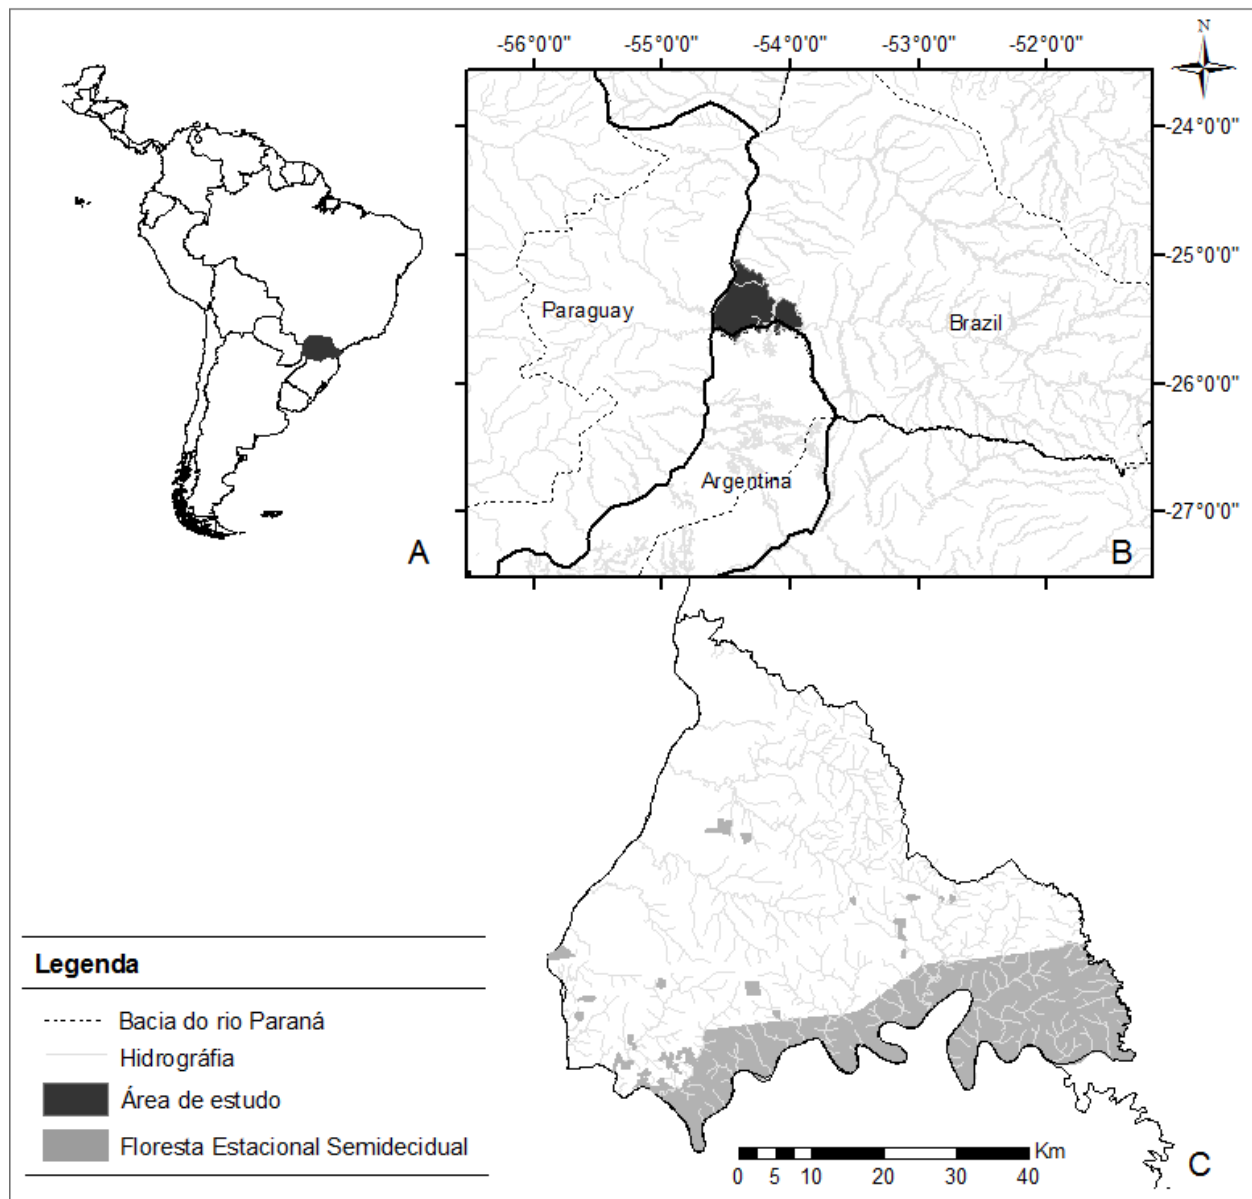 -56°0'0" -55°0'0" -54°0'0" -53°0'0" -52°0'0"
N
-24°0'0"
-25°0'0"
-26°0'0"
-27°0'0"
Paraguay
Brazil
Argentina
A
B
Legenda
Bacia do rio Paraná
Hidrográfia
Área de estudo
Floresta Estacional Semidecidual
Km
0 5 10 20 30 40
C